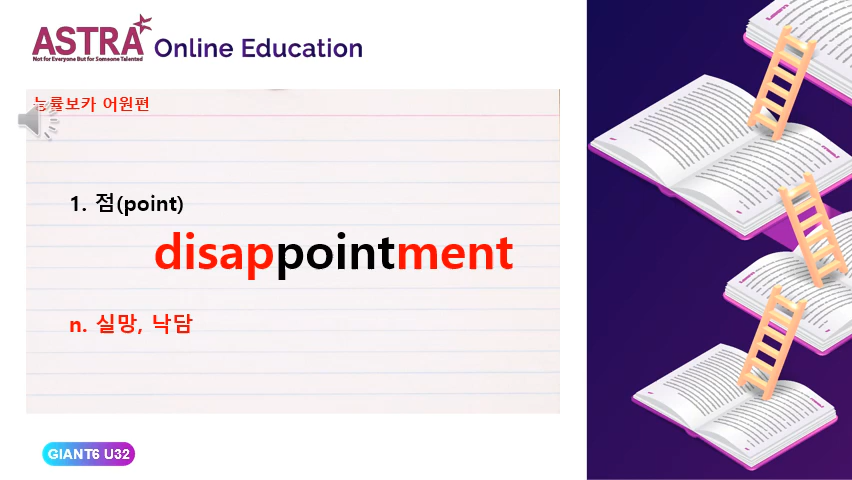 ASTRA Online Education
Not for Everyone But for Someone Talented
능률보카 어원편
1. 점(point)
disappointment
n. 실망, 낙담
GIANT6 U32